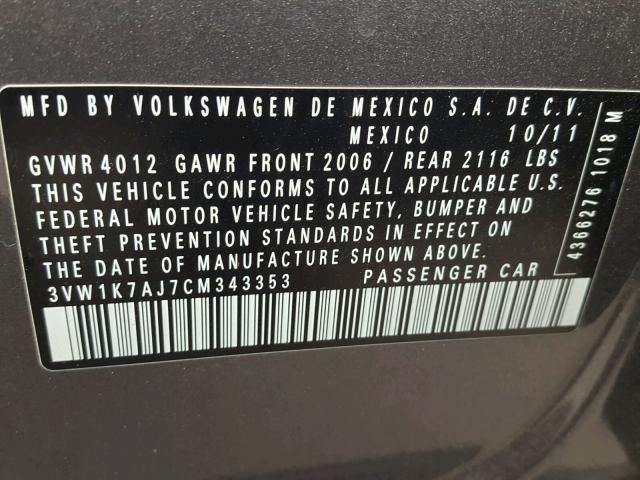 MFD BY VOLKSWAGEN DE MEXICO S.A. DE C.V.
MEXICO 10/11
GVWR 4012 GAWR FRONT 2006 / REAR 2116 LBS
THIS VEHICLE CONFORMS TO ALL APPLICABLE U.S.
FEDERAL MOTOR VEHICLE SAFETY, BUMPER AND
THEFT PREVENTION STANDARDS IN EFFECT ON
THE DATE OF MANUFACTURE SHOWN ABOVE.
3VW1K7AJ7CM343353 PASSENGER CAR
4366276 1018 M